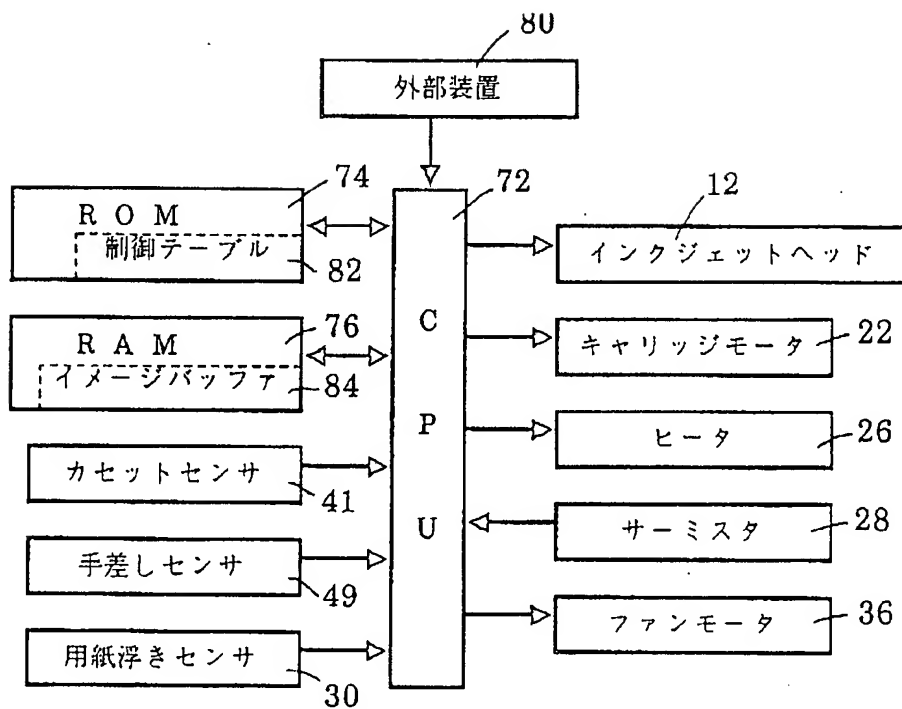 80
外部装置
74
ROM
制御テーブル
82
76
RAM
イメージバッファ
84
カセットセンサ
41
手差しセンサ
49
用紙浮きセンサ
30
72
CPU
12
インクジェットヘッド
キャリッジモータ
22
ヒータ
26
サーミスタ
28
ファンモータ
36